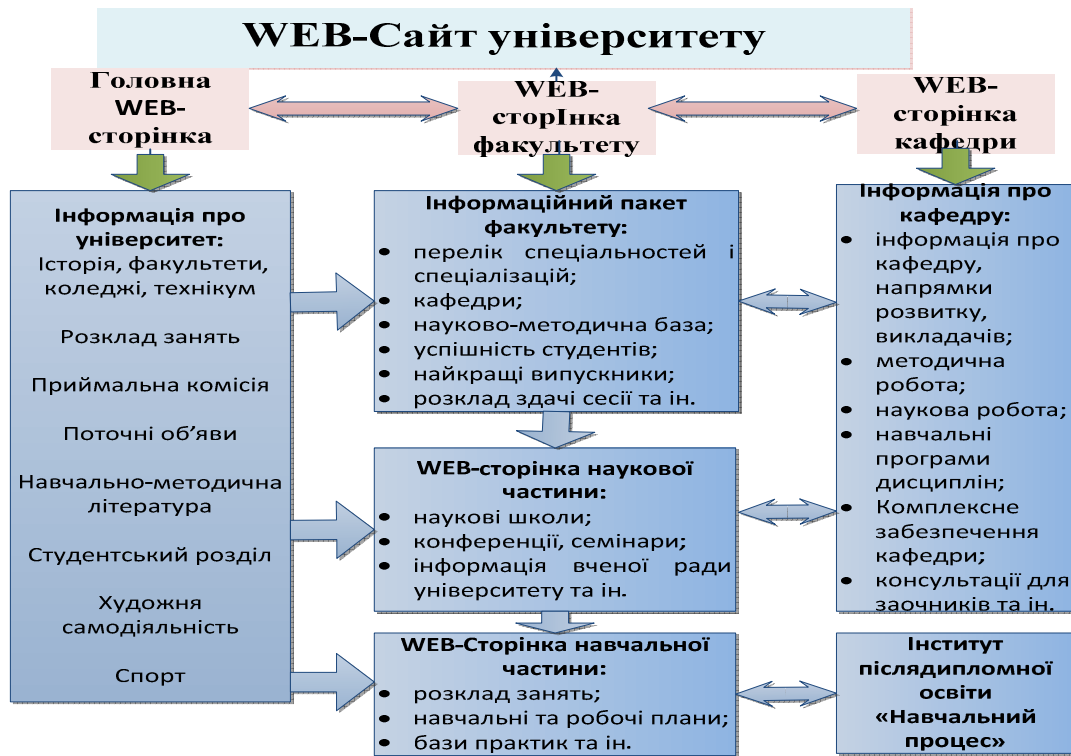 WEB-Сайт університету
Головна
WEB-
сторінка
WEB-
сторІнка
факультету
WEB-
сторінка
кафедри
Інформація про
університет:
Історія, факультети,
коледжі, технікум
Розклад занять
Приймальна комісія
Поточні об’яви
Навчально-методична
література
Студентський розділ
Художня
самодіяльність
Спорт
Інформаційний пакет
факультету:
• перелік спеціальностей і
спеціалізацій;
• кафедри;
• науково-методична база;
• успішність студентів;
• найкращі випускники;
• розклад здачі сесії та ін.
WEB-сторінка наукової
частини:
• наукові школи;
• конференції, семінари;
• інформація вченої ради
університету та ін.
WEB-Сторінка навчальної
частини:
• розклад занять;
• навчальні та робочі плани;
• бази практик та ін.
Інформація про
кафедру:
• інформація про
кафедру,
напрямки
розвитку,
викладачів;
• методична
робота;
• наукова робота;
• навчальні
програми
дисциплін;
• Комплексне
забезпечення
кафедри;
• консультації для
заочників та ін.
Інститут
післядипломної
освіти
«Навчальний
процес»